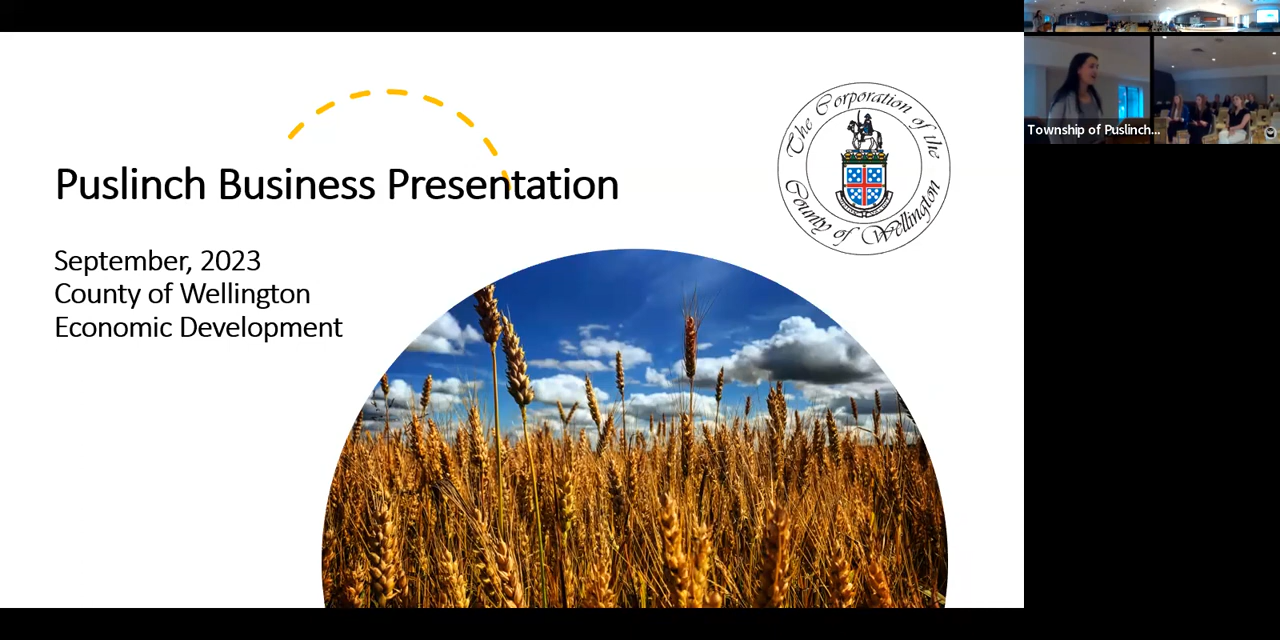 Puslinch Business Presentation
September, 2023
County of Wellington
Economic Development
The Corporation of the
County of Wellington
Township of Puslinch...